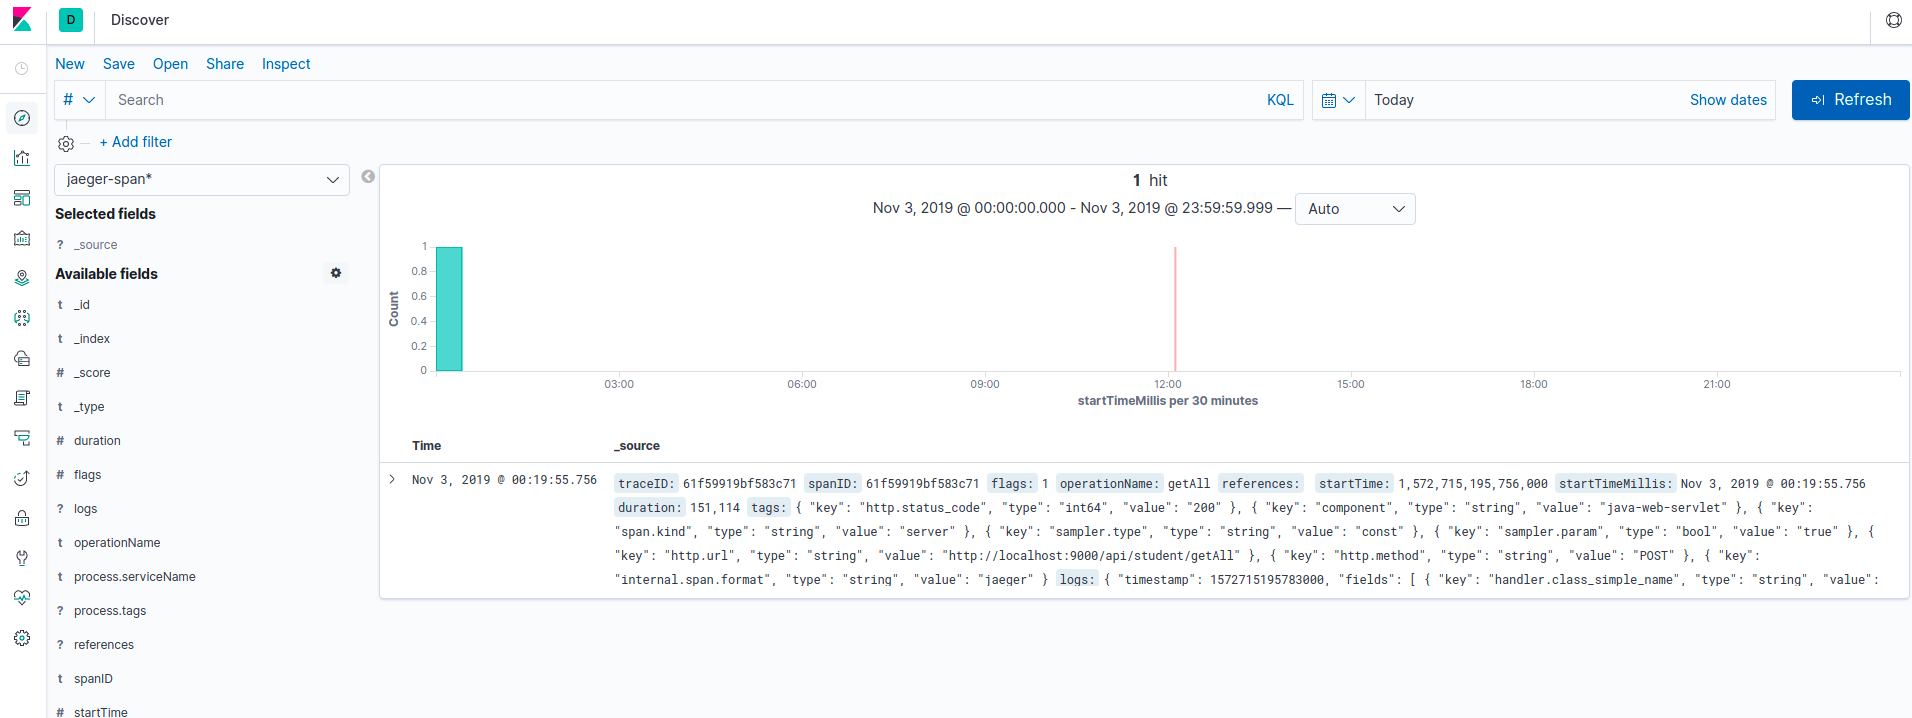 D Discover
New Save Open Share Inspect
# Search KQL Today Show dates Refresh
+ Add filter
jaeger-span*
Selected fields
? _source
Available fields
t _id
t _index
# _score
t _type
# duration
# flags
? logs
t operationName
t process.serviceName
? process.tags
? references
t spanID
# startTime
1 hit
Nov 3, 2019 @ 00:00:00.000 - Nov 3, 2019 @ 23:59:59.999 — Auto
Count
1
0.8
0.6
0.4
0.2
0
03:00 06:00 09:00 12:00 15:00 18:00 21:00
startTimeMillis per 30 minutes
Time _source
Nov 3, 2019 @ 00:19:55.756 traceID: 61f59919bf583c71 spanID: 61f59919bf583c71 flags: 1 operationName: getAll references: startTime: 1,572,715,195,756,000 startTimeMillis: Nov 3, 2019 @ 00:19:55.756
duration: 151,114 tags: { "key": "http.status_code", "type": "int64", "value": "200" }, { "key": "component", "type": "string", "value": "java-web-servlet" }, { "key":
"span.kind", "type": "string", "value": "server" }, { "key": "sampler.type", "type": "string", "value": "const" }, { "key": "sampler.param", "type": "bool", "value": "true" }, {
"key": "http.url", "type": "string", "value": "http://localhost:9000/api/student/getAll" }, { "key": "http.method", "type": "string", "value": "POST" }, { "key":
"internal.span.format", "type": "string", "value": "jaeger" } logs: { "timestamp": 1572715195783000, "fields": [ { "key": "handler.class_simple_name", "type": "string", "value":